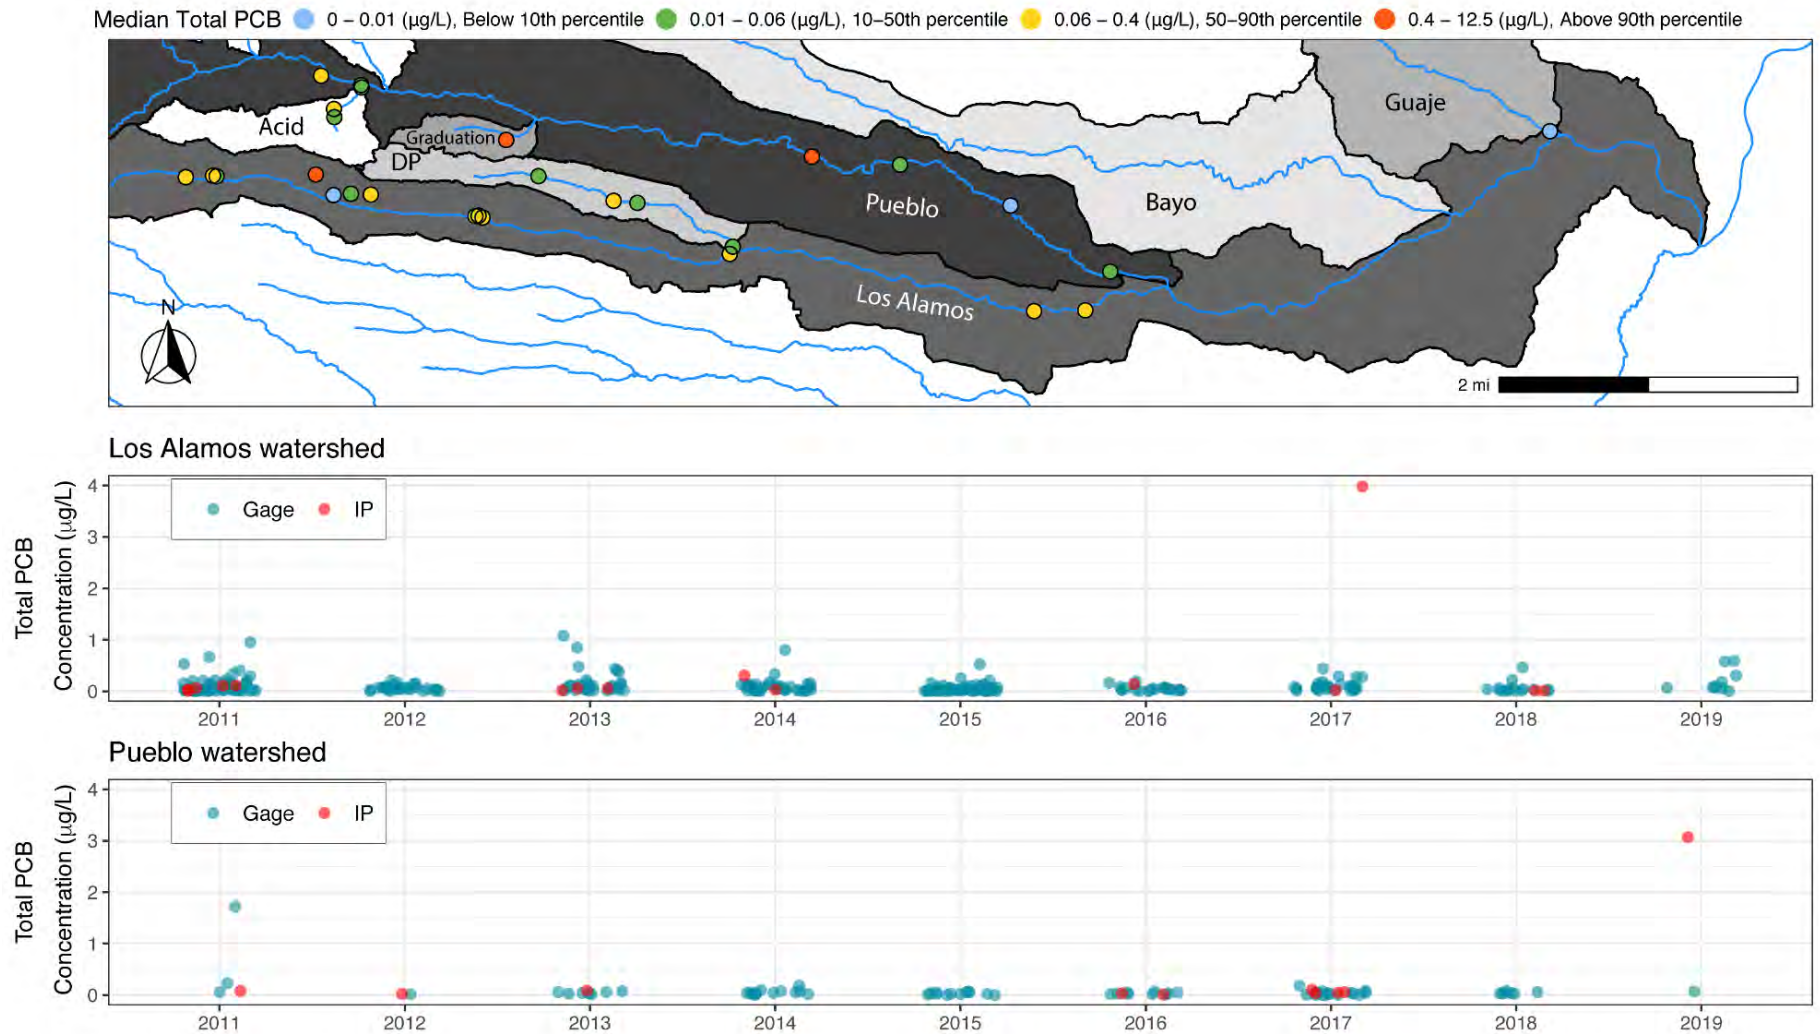 Median Total PCB 0 – 0.01 (µg/L), Below 10th percentile 0.01 – 0.06 (µg/L), 10–50th percentile 0.06 – 0.4 (µg/L), 50–90th percentile 0.4 – 12.5 (µg/L), Above 90th percentile
Guaje
Acid
Graduation
DP
Pueblo
Bayo
Los Alamos
N
2 mi
Los Alamos watershed
Total PCB
Concentration (µg/L)
4
3
2
1
0
Gage IP
2011 2012 2013 2014 2015 2016 2017 2018 2019
Pueblo watershed
Total PCB
Concentration (µg/L)
4
3
2
1
0
Gage IP
2011 2012 2013 2014 2015 2016 2017 2018 2019